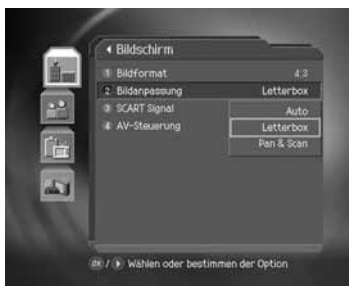 Bildschirm
1 Bildformat 4:3
2 Bildanpassung Letterbox
3 SCART Signal Auto
4 AV-Steuerung Letterbox
Pan & Scan
OK / Wählen oder bestimmen der Option